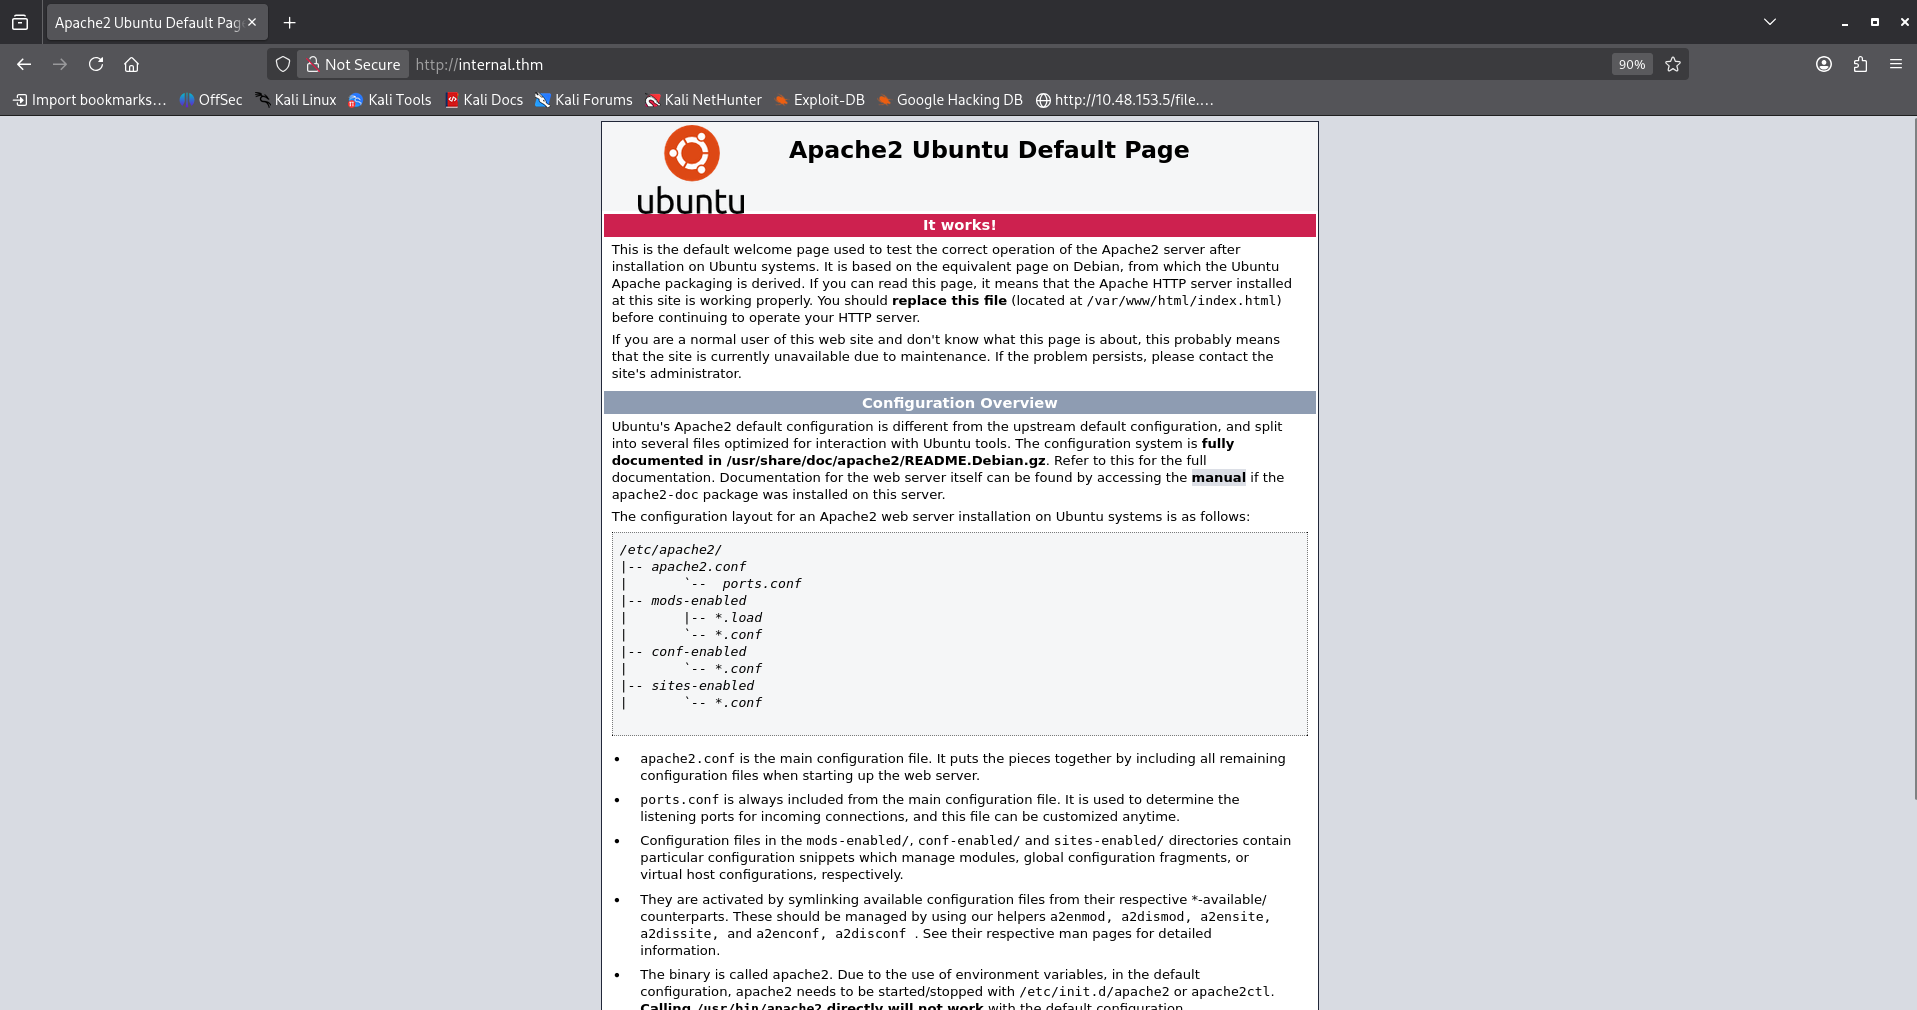 Apache2 Ubuntu Default Pag
Not Secure http://internal.thm 90%
Import bookmarks... OffSec Kali Linux Kali Tools Kali Docs Kali Forums Kali NetHunter Exploit-DB Google Hacking DB http://10.48.153.5/file....
ubuntu
Apache2 Ubuntu Default Page
It works!
This is the default welcome page used to test the correct operation of the Apache2 server after
installation on Ubuntu systems. It is based on the equivalent page on Debian, from which the Ubuntu
Apache packaging is derived. If you can read this page, it means that the Apache HTTP server installed
at this site is working properly. You should replace this file (located at /var/www/html/index.html)
before continuing to operate your HTTP server.
If you are a normal user of this web site and don't know what this page is about, this probably means
that the site is currently unavailable due to maintenance. If the problem persists, please contact the
site's administrator.
Configuration Overview
Ubuntu's Apache2 default configuration is different from the upstream default configuration, and split
into several files optimized for interaction with Ubuntu tools. The configuration system is fully
documented in /usr/share/doc/apache2/README.Debian.gz. Refer to this for the full
documentation. Documentation for the web server itself can be found by accessing the manual if the
apache2-doc package was installed on this server.
The configuration layout for an Apache2 web server installation on Ubuntu systems is as follows:
/etc/apache2/
|-- apache2.conf
|       `--  ports.conf
|-- mods-enabled
|       |-- *.load
|       `-- *.conf
|-- conf-enabled
|       `-- *.conf
|-- sites-enabled
|       `-- *.conf
• apache2.conf is the main configuration file. It puts the pieces together by including all remaining
configuration files when starting up the web server.
• ports.conf is always included from the main configuration file. It is used to determine the
listening ports for incoming connections, and this file can be customized anytime.
• Configuration files in the mods-enabled/, conf-enabled/ and sites-enabled/ directories contain
particular configuration snippets which manage modules, global configuration fragments, or
virtual host configurations, respectively.
• They are activated by symlinking available configuration files from their respective *-available/
counterparts. These should be managed by using our helpers a2enmod, a2dismod, a2ensite,
a2dissite, and a2enconf, a2disconf . See their respective man pages for detailed
information.
• The binary is called apache2. Due to the use of environment variables, in the default
configuration, apache2 needs to be started/stopped with /etc/init.d/apache2 or apache2ctl.
Calling /usr/bin/apache2 directly will not work with the default configuration.